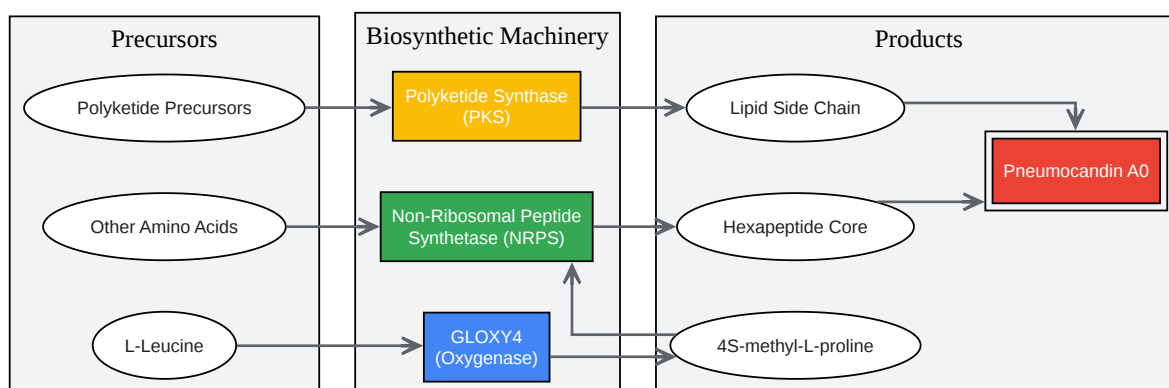 Precursors
Biosynthetic Machinery
Products
Polyketide Precursors
Polyketide Synthase
(PKS)
Lipid Side Chain
Pneumocandin A0
Other Amino Acids
Non-Ribosomal Peptide
Synthetase (NRPS)
Hexapeptide Core
L-Leucine
GLOXY4
(Oxygenase)
4S-methyl-L-proline